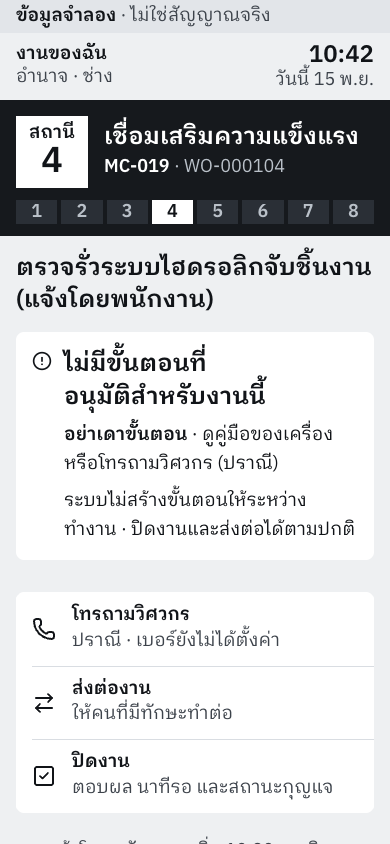 ข้อมูลจำลอง · ไม่ใช่สัญญาณจริง
งานของฉัน
10:42
อำนาจ · ช่าง
วันนี้ 15 พ.ย.
สถานี
4
เชื่อมเสริมความแข็งแรง
MC-019 · WO-000104
1 2 3 4 5 6 7 8
ตรวจรั่วระบบไฮดรอลิกจับชิ้นงาน
(แจ้งโดยพนักงาน)
ไม่มีขั้นตอนที่
อนุมัติสำหรับงานนี้
อย่าเดาขั้นตอน · ดูคู่มือของเครื่อง
หรือโทรถามวิศวกร (ปราณี)
ระบบไม่สร้างขั้นตอนให้ระหว่าง
ทำงาน · ปิดงานและส่งต่อได้ตามปกติ
โทรถามวิศวกร
ปราณี · เบอร์ยังไม่ได้ตั้งค่า
ส่งต่องาน
ให้คนที่มีทักษะทำต่อ
ปิดงาน
ตอบผล นาทีรอ และสถานะกุญแจ